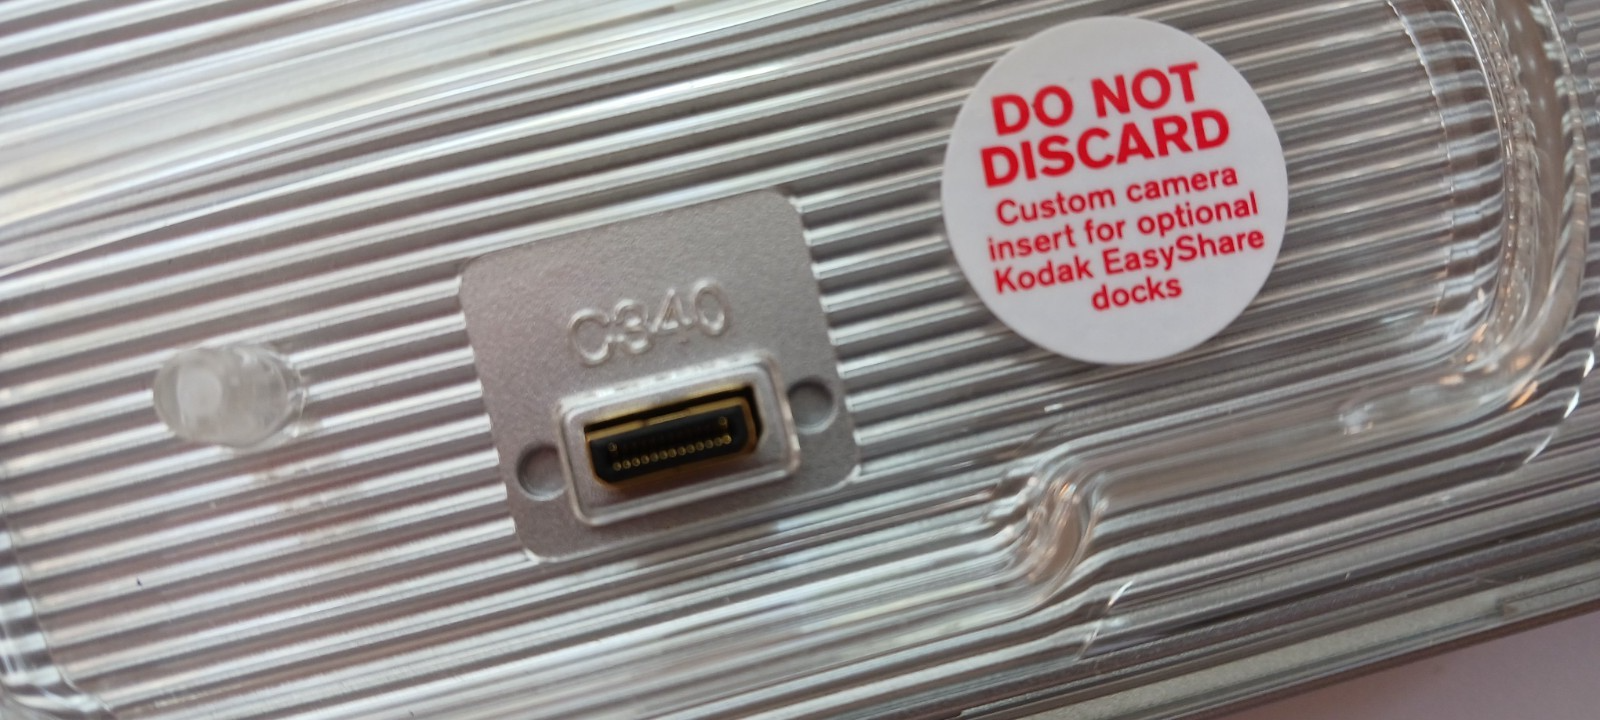 DO NOT
DISCARD
Custom camera
insert for optional
Kodak EasyShare
docks
C340